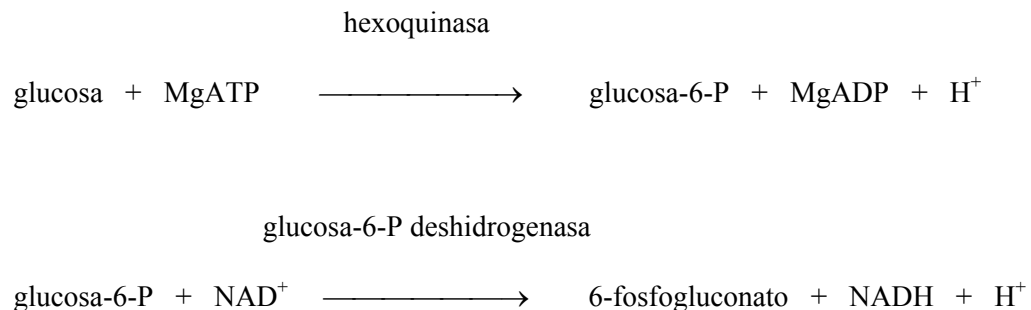 hexoquinasa
glucosa + MgATP ⟶ glucosa-6-P + MgADP + H⁺
glucosa-6-P deshidrogenasa
glucosa-6-P + NAD⁺ ⟶ 6-fosfogluconato + NADH + H⁺